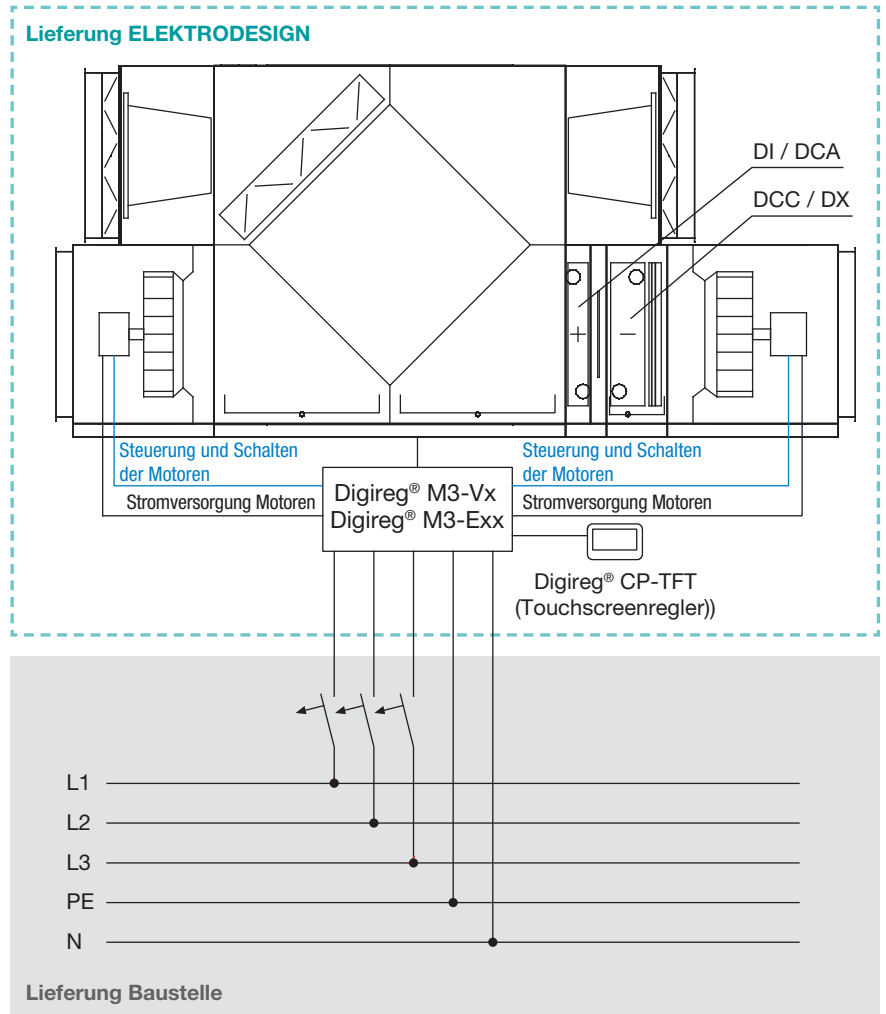 Lieferung ELEKTRODESIGN
DI / DCA
DCC / DX
+
−
Steuerung und Schalten
der Motoren
Stromversorgung Motoren
Digireg® M3-Vx
Digireg® M3-Exx
Steuerung und Schalten
der Motoren
Stromversorgung Motoren
Digireg® CP-TFT
(Touchscreenregler))
L1
L2
L3
PE
N
Lieferung Baustelle